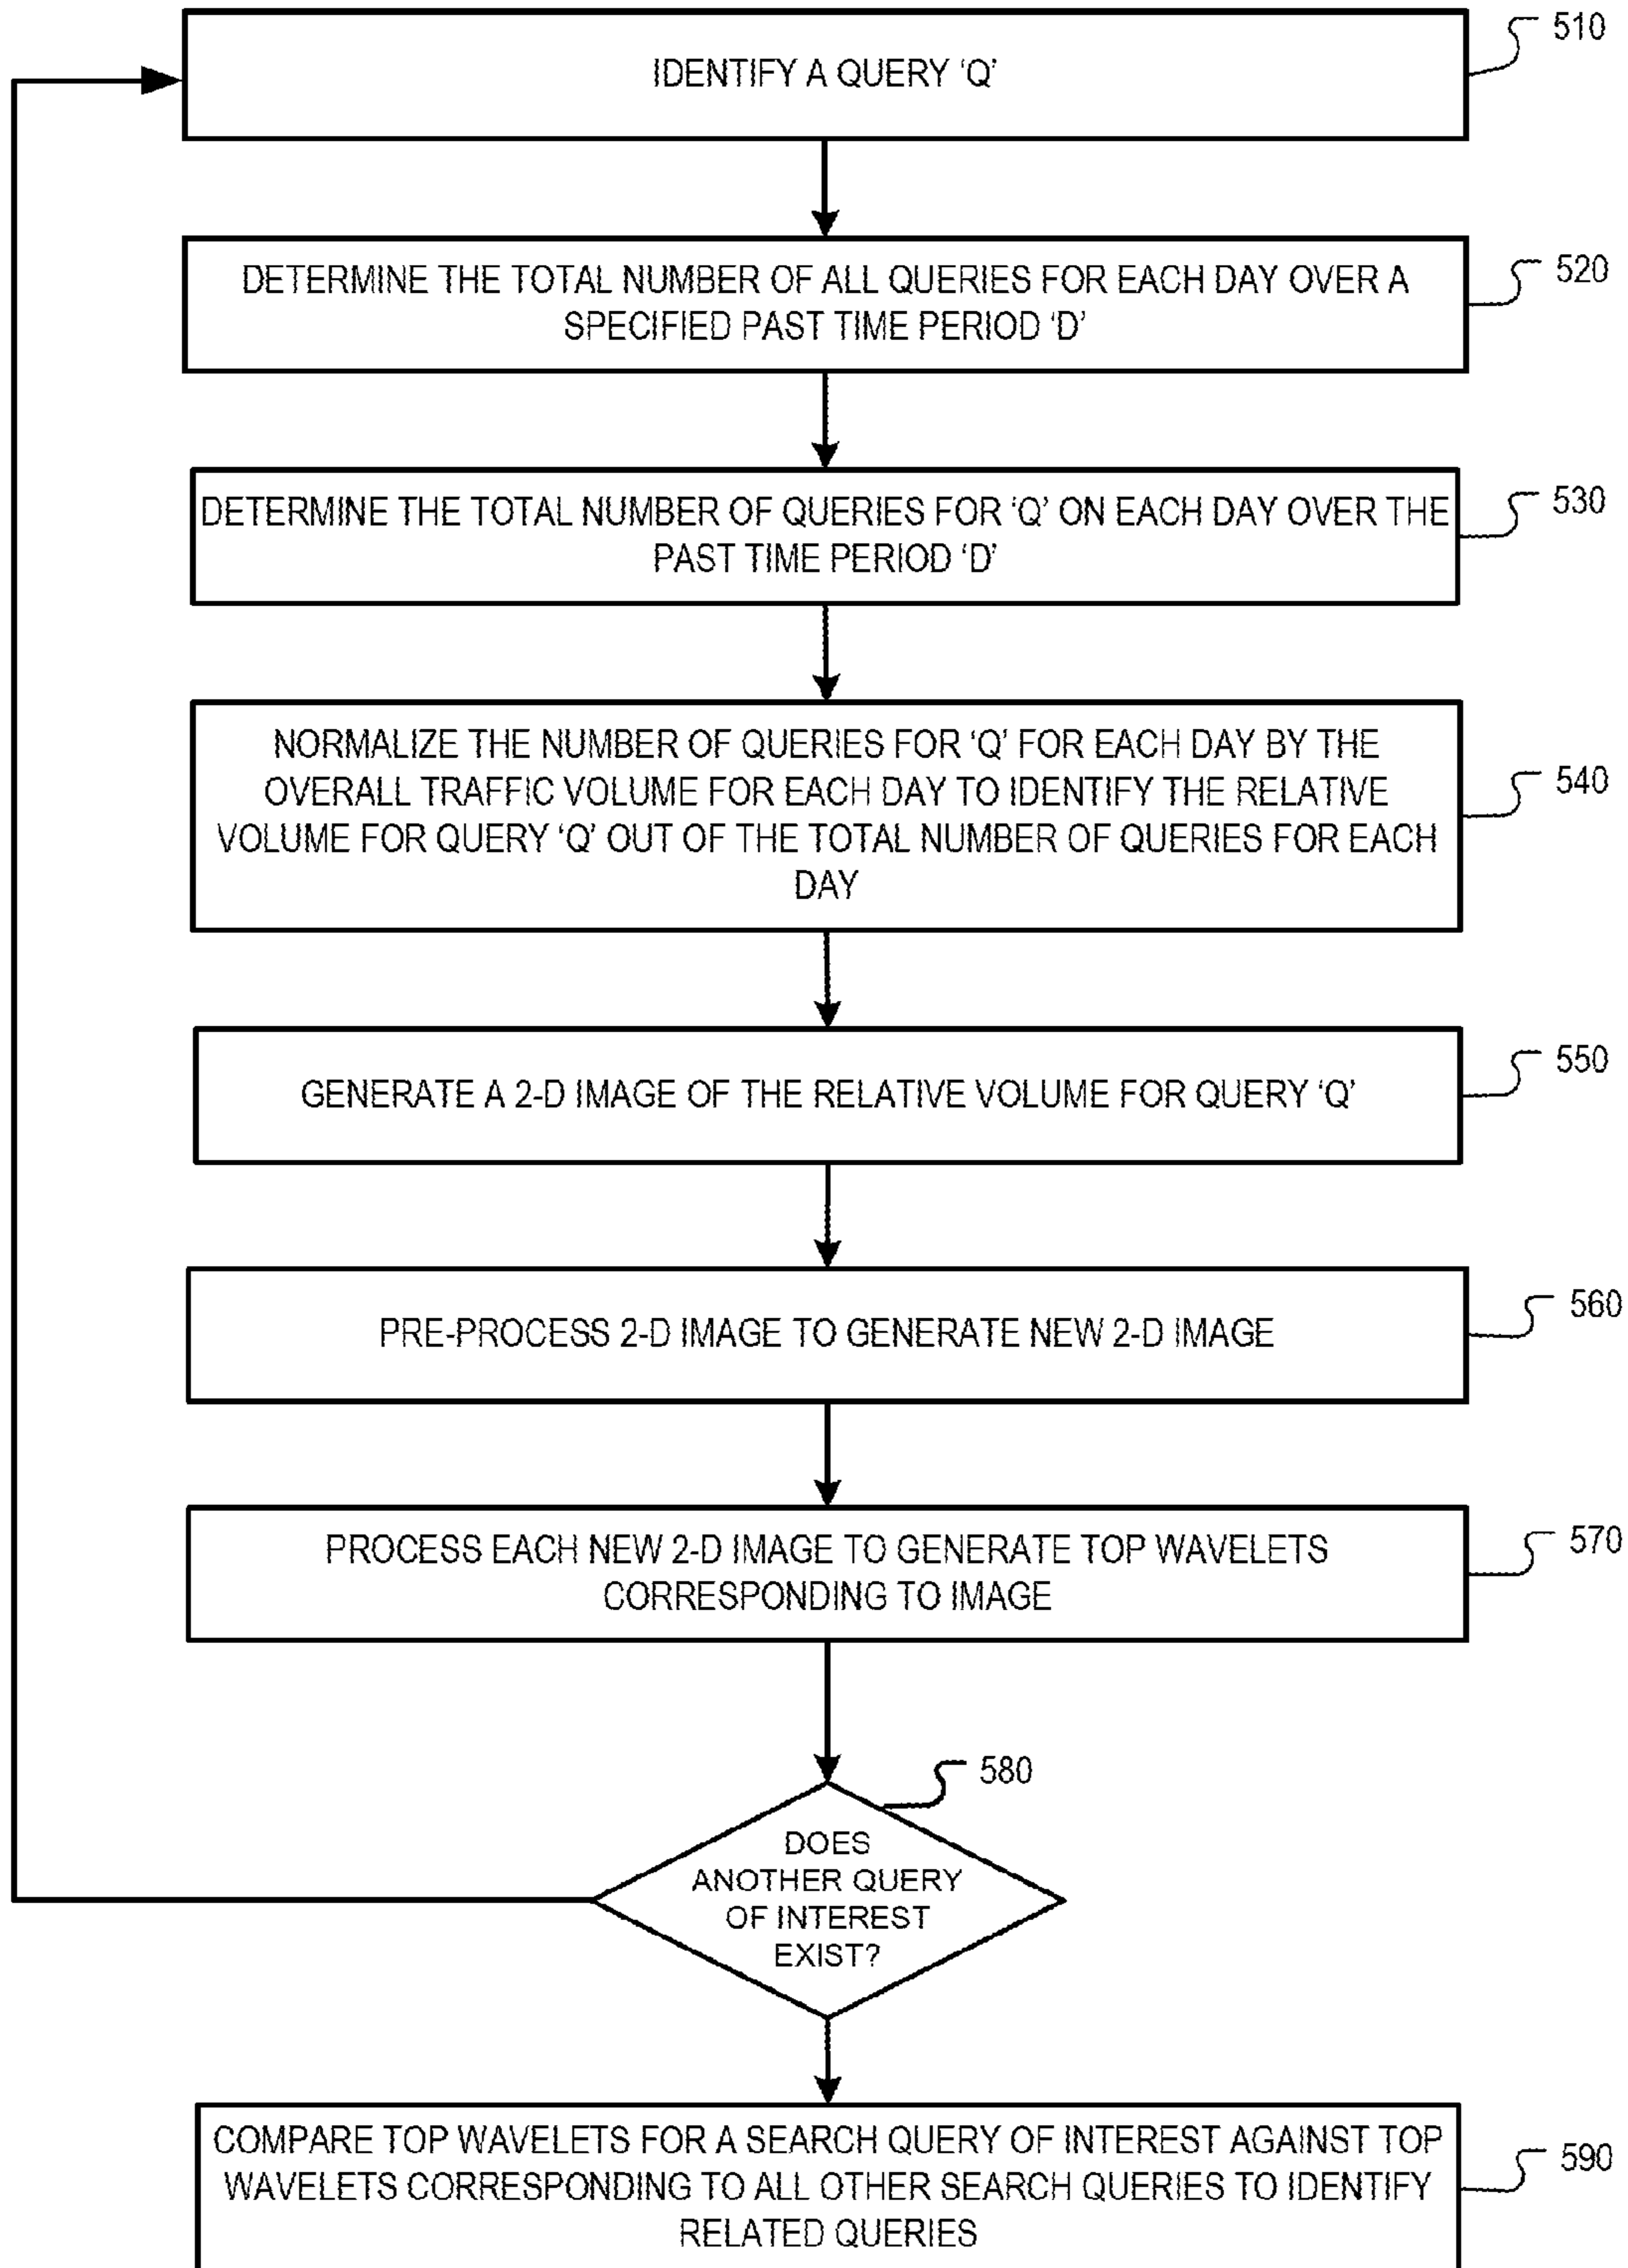 510
IDENTIFY A QUERY ‘Q’
520
DETERMINE THE TOTAL NUMBER OF ALL QUERIES FOR EACH DAY OVER A
SPECIFIED PAST TIME PERIOD ‘D’
530
DETERMINE THE TOTAL NUMBER OF QUERIES FOR ‘Q’ ON EACH DAY OVER THE
PAST TIME PERIOD ‘D’
540
NORMALIZE THE NUMBER OF QUERIES FOR ‘Q’ FOR EACH DAY BY THE
OVERALL TRAFFIC VOLUME FOR EACH DAY TO IDENTIFY THE RELATIVE
VOLUME FOR QUERY ‘Q’ OUT OF THE TOTAL NUMBER OF QUERIES FOR EACH
DAY
550
GENERATE A 2-D IMAGE OF THE RELATIVE VOLUME FOR QUERY ‘Q’
560
PRE-PROCESS 2-D IMAGE TO GENERATE NEW 2-D IMAGE
570
PROCESS EACH NEW 2-D IMAGE TO GENERATE TOP WAVELETS
CORRESPONDING TO IMAGE
580
DOES
ANOTHER QUERY
OF INTEREST
EXIST?
590
COMPARE TOP WAVELETS FOR A SEARCH QUERY OF INTEREST AGAINST TOP
WAVELETS CORRESPONDING TO ALL OTHER SEARCH QUERIES TO IDENTIFY
RELATED QUERIES